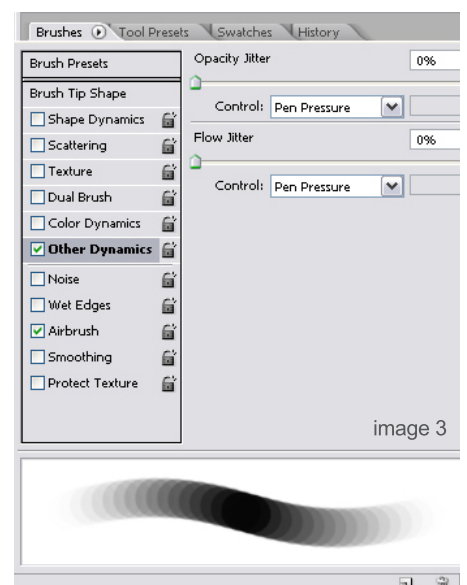 Brushes Tool Presets Swatches History
Brush Presets
Brush Tip Shape
Shape Dynamics
Scattering
Texture
Dual Brush
Color Dynamics
Other Dynamics
Noise
Wet Edges
Airbrush
Smoothing
Protect Texture
Opacity Jitter 0%
Control: Pen Pressure
Flow Jitter 0%
Control: Pen Pressure
image 3